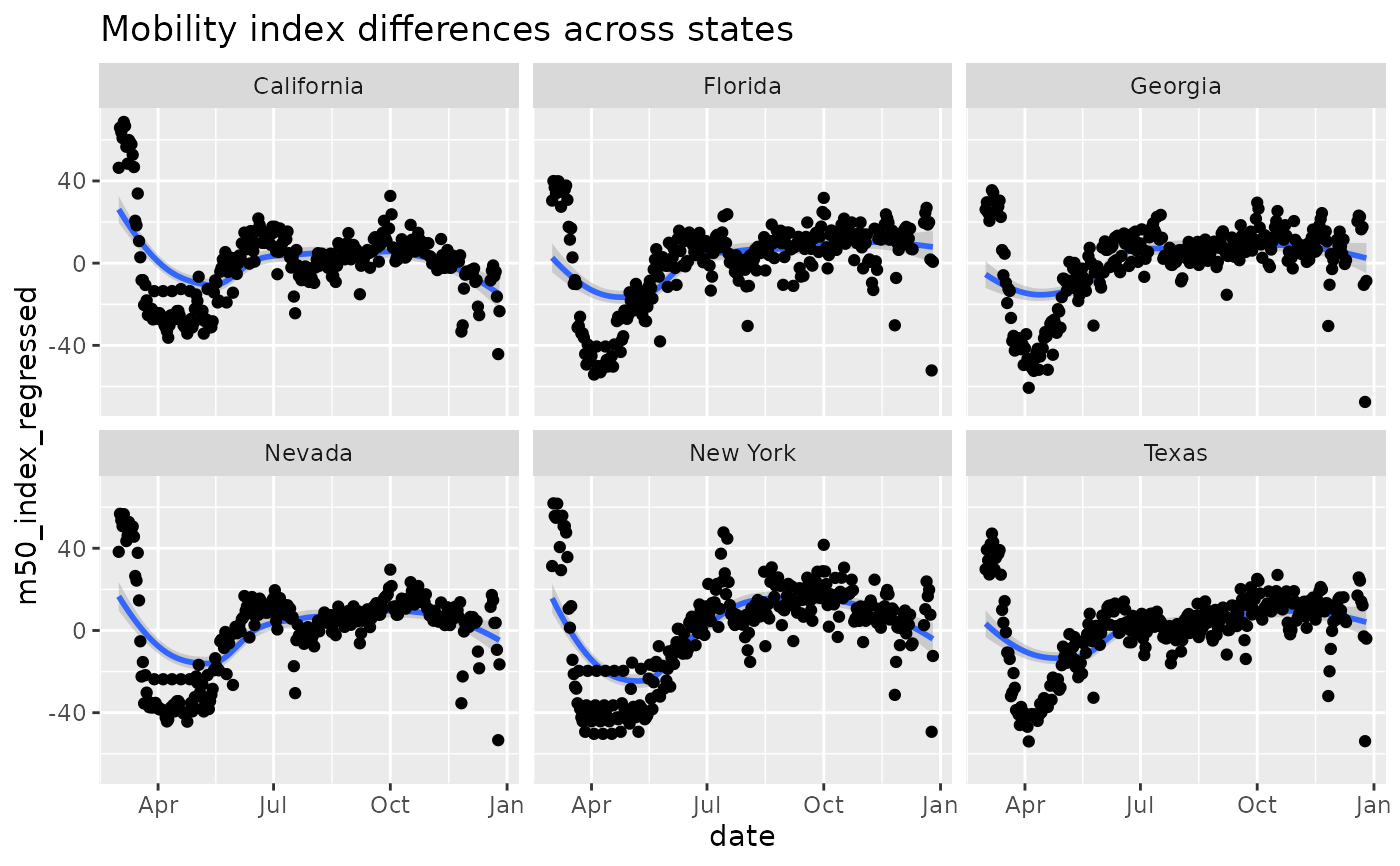 Mobility index differences across states
California
Florida
Georgia
40
0
-40
Nevada
New York
Texas
40
0
-40
m50_index_regressed
Apr Jul Oct Jan Apr Jul Oct Jan Apr Jul Oct Jan
date